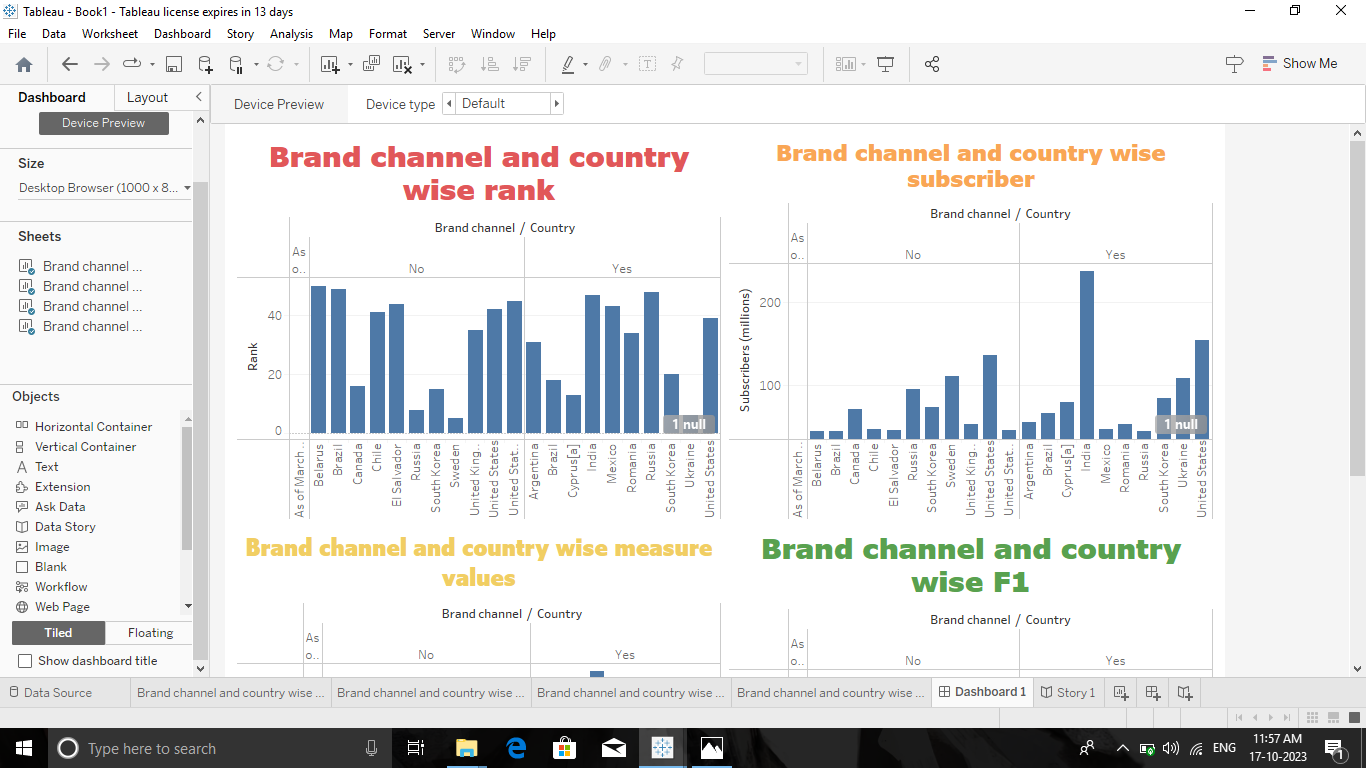 Tableau - Book1 - Tableau license expires in 13 days
File Data Worksheet Dashboard Story Analysis Map Format Server Window Help
Show Me
Dashboard Layout
Device Preview
Device Preview Device type Default
Size
Desktop Browser (1000 x 8...
Sheets
Brand channel ...
Brand channel ...
Brand channel ...
Brand channel ...
Objects
Horizontal Container
Vertical Container
Text
Extension
Ask Data
Data Story
Image
Blank
Workflow
Web Page
Tiled Floating
Show dashboard title
Brand channel and country
wise rank
Brand channel / Country
As
o..
No
Yes
Rank
40
20
0
1 null
As of March..
Belarus
Brazil
Canada
Chile
El Salvador
Russia
South Korea
Sweden
United King..
United States
United Stat..
Argentina
Brazil
Cyprus[a]
India
Mexico
Romania
Russia
South Korea
Ukraine
United States
Brand channel and country wise
subscriber
Brand channel / Country
As
o..
No
Yes
Subscribers (millions)
200
100
1 null
As of March..
Belarus
Brazil
Canada
Chile
El Salvador
Russia
South Korea
Sweden
United King..
United States
United Stat..
Argentina
Brazil
Cyprus[a]
India
Mexico
Romania
Russia
South Korea
Ukraine
United States
Brand channel and country wise measure
values
Brand channel / Country
As
o..
No
Yes
Brand channel and country
wise F1
Brand channel / Country
As
o..
No
Yes
Data Source
Brand channel and country wise ...
Brand channel and country wise ...
Brand channel and country wise ...
Brand channel and country wise ...
Dashboard 1
Story 1
Type here to search
ENG
11:57 AM
17-10-2023
1